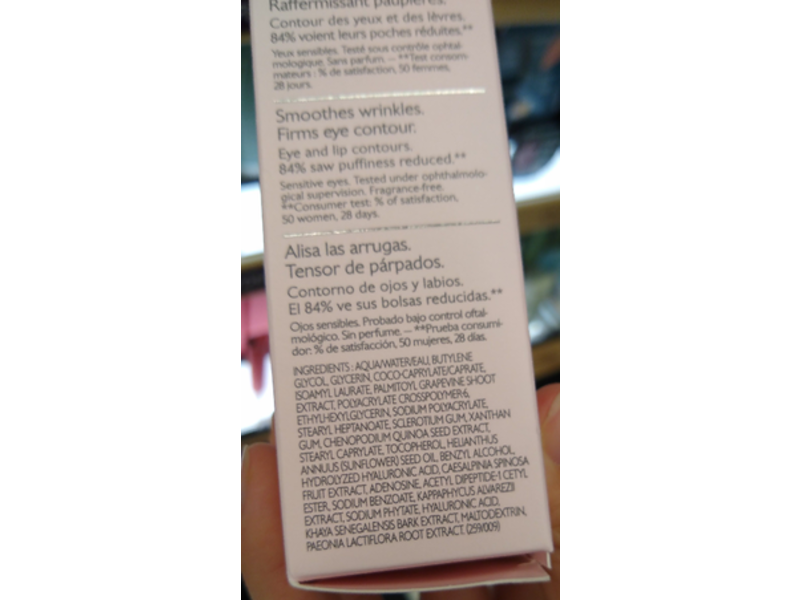 Raffermissant paupières.
Contour des yeux et des lèvres.
84% voient leurs poches réduites.**
Yeux sensibles. Testé sous contrôle ophtal-
mologique. Sans parfum. – **Test consom-
mateurs : % de satisfaction, 50 femmes,
28 jours.
Smoothes wrinkles.
Firms eye contour.
Eye and lip contours.
84% saw puffiness reduced.**
Sensitive eyes. Tested under ophthalmolo-
gical supervision. Fragrance-free.
**Consumer test: % of satisfaction,
50 women, 28 days.
Alisa las arrugas.
Tensor de párpados.
Contorno de ojos y labios.
El 84% ve sus bolsas reducidas.**
Ojos sensibles. Probado bajo control oftal-
mológico. Sin perfume. – **Prueba consumi-
dor: % de satisfacción, 50 mujeres, 28 días.
INGREDIENTS : AQUA/WATER/EAU, BUTYLENE
GLYCOL, GLYCERIN, COCO-CAPRYLATE/CAPRATE,
ISOAMYL LAURATE, PALMITOYL GRAPEVINE SHOOT
EXTRACT, POLYACRYLATE CROSSPOLYMER-6,
ETHYLHEXYLGLYCERIN, SODIUM POLYACRYLATE,
STEARYL HEPTANOATE, SCLEROTIUM GUM, XANTHAN
GUM, CHENOPODIUM QUINOA SEED EXTRACT,
STEARYL CAPRYLATE, TOCOPHEROL, HELIANTHUS
ANNUUS (SUNFLOWER) SEED OIL, BENZYL ALCOHOL,
HYDROLYZED HYALURONIC ACID, CAESALPINIA SPINOSA
FRUIT EXTRACT, ADENOSINE, ACETYL DIPEPTIDE-1 CETYL
ESTER, SODIUM BENZOATE, KAPPAPHYCUS ALVAREZII
EXTRACT, SODIUM PHYTATE, HYALURONIC ACID,
KHAYA SENEGALENSIS BARK EXTRACT, MALTODEXTRIN,
PAEONIA LACTIFLORA ROOT EXTRACT. (259/009)